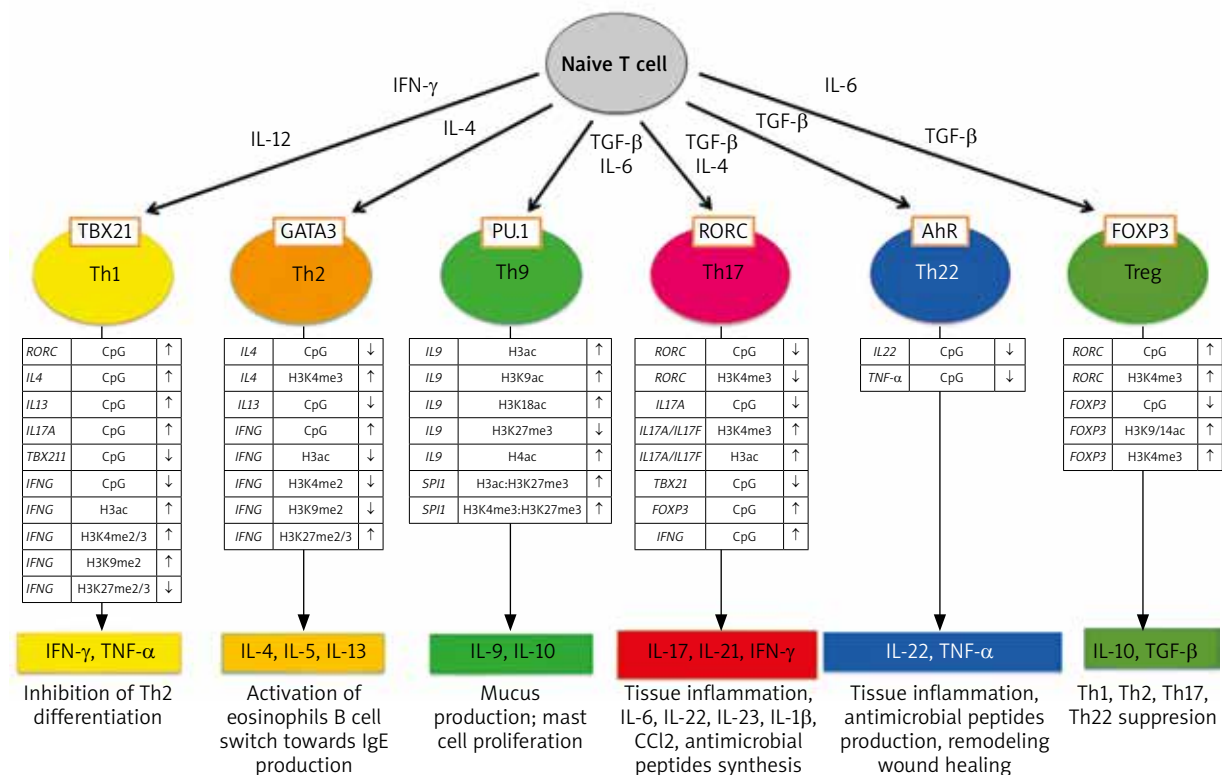 Naive T cell
IFN-γ
IL-12
IL-4
TGF-β
IL-6
TGF-β
IL-4
TGF-β
IL-6
TGF-β
TBX21
Th1
GATA3
Th2
PU.1
Th9
RORC
Th17
AhR
Th22
FOXP3
Treg
RORC CpG ↑
IL4 CpG ↑
IL13 CpG ↑
IL17A CpG ↑
TBX211 CpG ↓
IFNG CpG ↓
IFNG H3ac ↑
IFNG H3K4me2/3 ↑
IFNG H3K9me2 ↑
IFNG H3K27me2/3 ↓
IL4 CpG ↓
IL4 H3K4me3 ↑
IL13 CpG ↓
IFNG CpG ↑
IFNG H3ac ↓
IFNG H3K4me2 ↓
IFNG H3K9me2 ↓
IFNG H3K27me2/3 ↑
IL9 H3ac ↑
IL9 H3K9ac ↑
IL9 H3K18ac ↑
IL9 H3K27me3 ↓
IL9 H4ac ↑
SPI1 H3ac:H3K27me3 ↑
SPI1 H3K4me3:H3K27me3 ↑
RORC CpG ↓
RORC H3K4me3 ↓
IL17A CpG ↓
IL17A/IL17F H3K4me3 ↑
IL17A/IL17F H3ac ↑
TBX21 CpG ↓
FOXP3 CpG ↑
IFNG CpG ↑
IL22 CpG ↓
TNF-α CpG ↓
RORC CpG ↑
RORC H3K4me3 ↑
FOXP3 CpG ↓
FOXP3 H3K9/14ac ↑
FOXP3 H3K4me3 ↑
IFN-γ, TNF-α
Inhibition of Th2
differentiation
IL-4, IL-5, IL-13
Activation of
eosinophils B cell
switch towards IgE
production
IL-9, IL-10
Mucus
production; mast
cell proliferation
IL-17, IL-21, IFN-γ
Tissue inflammation,
IL-6, IL-22, IL-23, IL-1β,
CCl2, antimicrobial
peptides synthesis
IL-22, TNF-α
Tissue inflammation,
antimicrobial peptides
production, remodeling
wound healing
IL-10, TGF-β
Th1, Th2, Th17,
Th22 suppresion